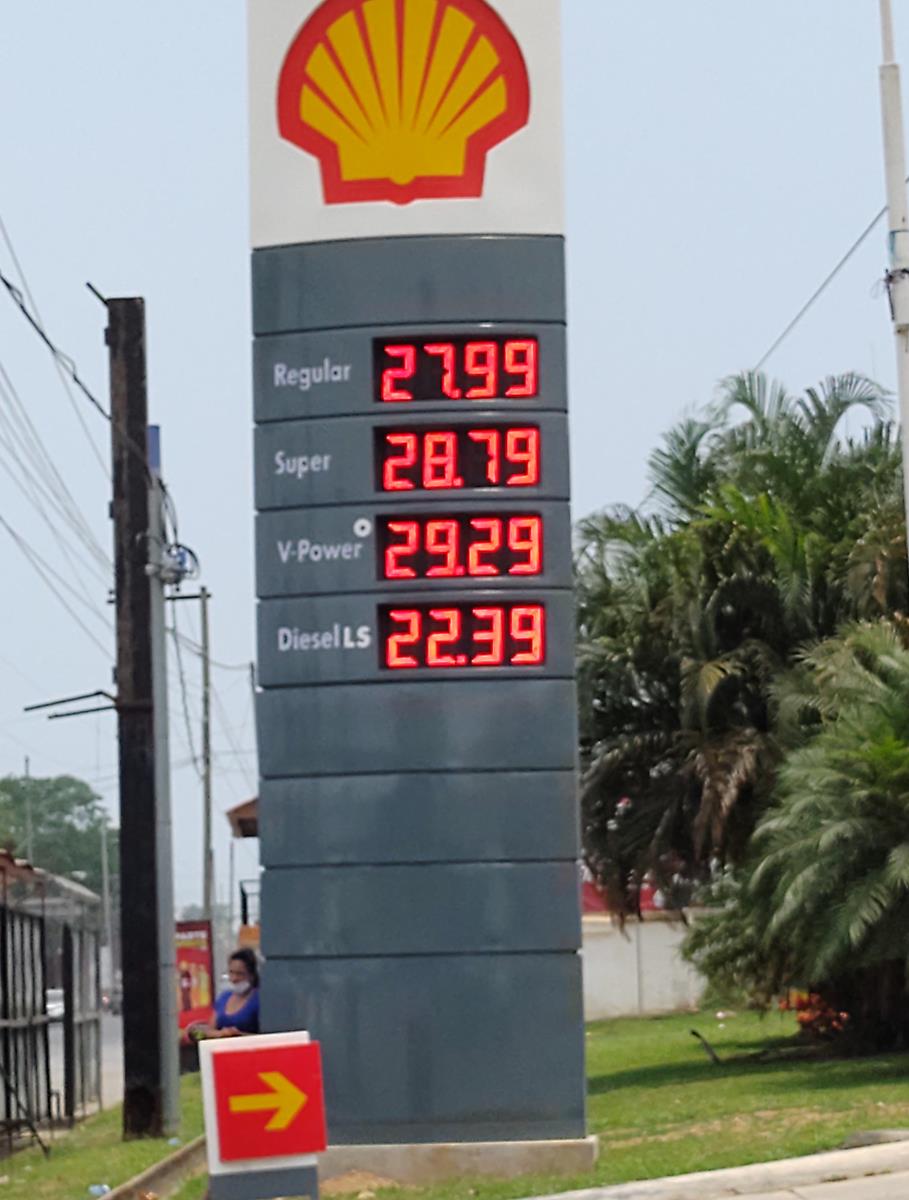 Regular 27.99
Super 28.79
V-Power 29.29
Diesel LS 22.39